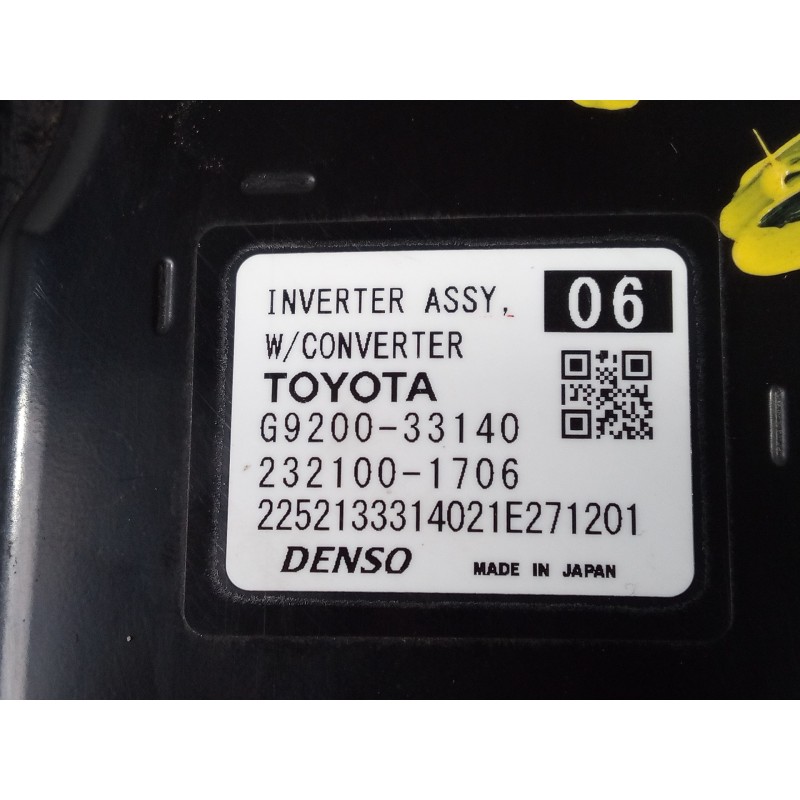 INVERTER ASSY, 06
W/CONVERTER
TOYOTA
G9200-33140
232100-1706
2252133314021E271201
DENSO MADE IN JAPAN